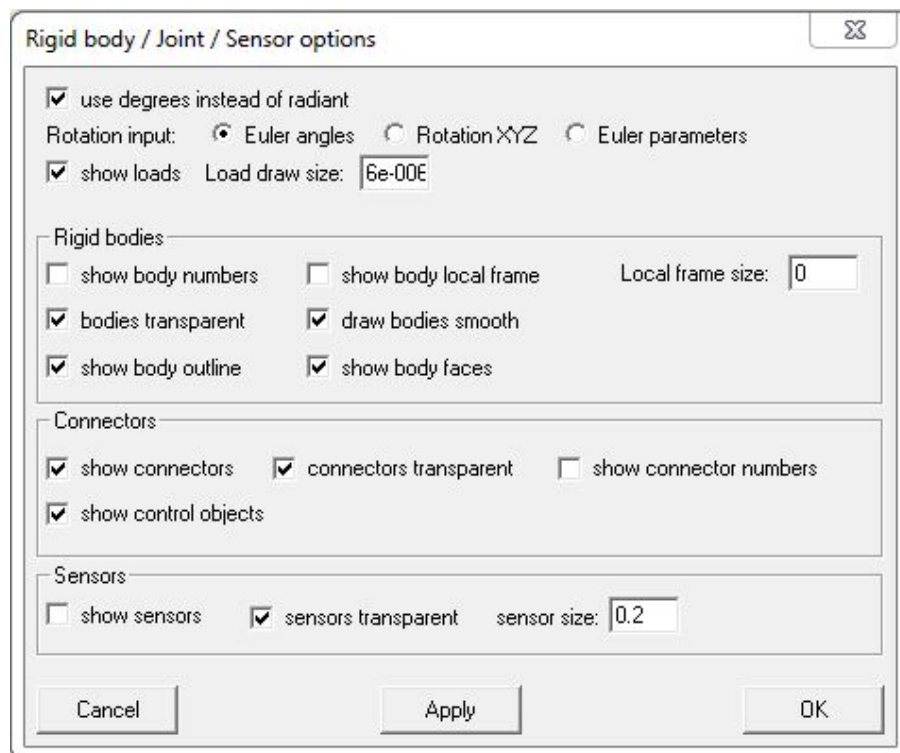 Rigid body / Joint / Sensor options
use degrees instead of radiant
Rotation input: Euler angles Rotation XYZ Euler parameters
show loads Load draw size: 6e-006
Rigid bodies
show body numbers show body local frame Local frame size: 0
bodies transparent draw bodies smooth
show body outline show body faces
Connectors
show connectors connectors transparent show connector numbers
show control objects
Sensors
show sensors sensors transparent sensor size: 0.2
Cancel Apply OK